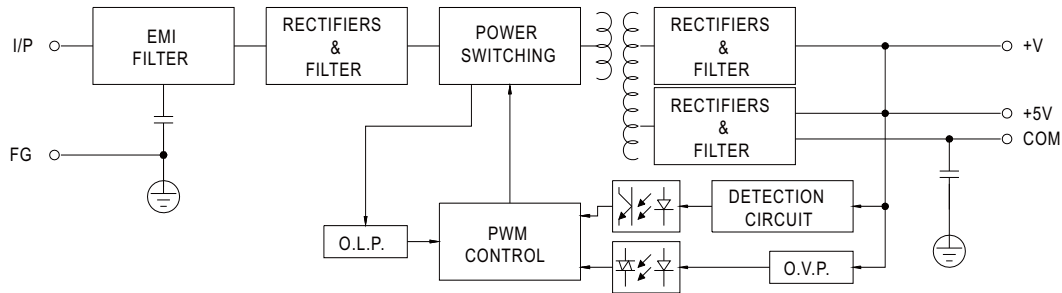 I/P
EMI
FILTER
RECTIFIERS
&
FILTER
POWER
SWITCHING
RECTIFIERS
&
FILTER
+V
RECTIFIERS
&
FILTER
+5V
COM
FG
DETECTION
CIRCUIT
O.L.P.
PWM
CONTROL
O.V.P.